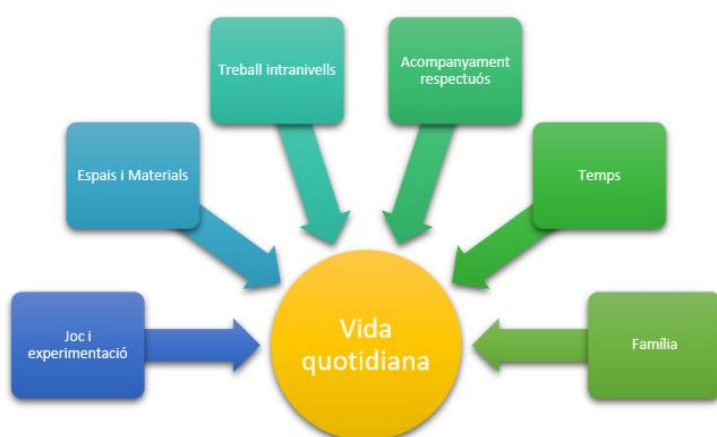 Treball intranivells
Acompanyament
respectuós
Espais i Materials
Temps
Joc i
experimentació
Vida
quotidiana
Família